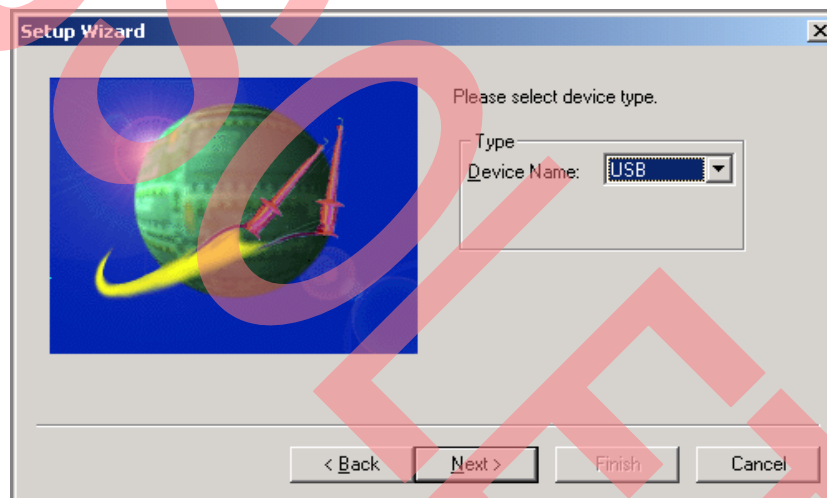 Setup Wizard
Please select device type.
Type
Device Name: USB
< Back Next > Finish Cancel